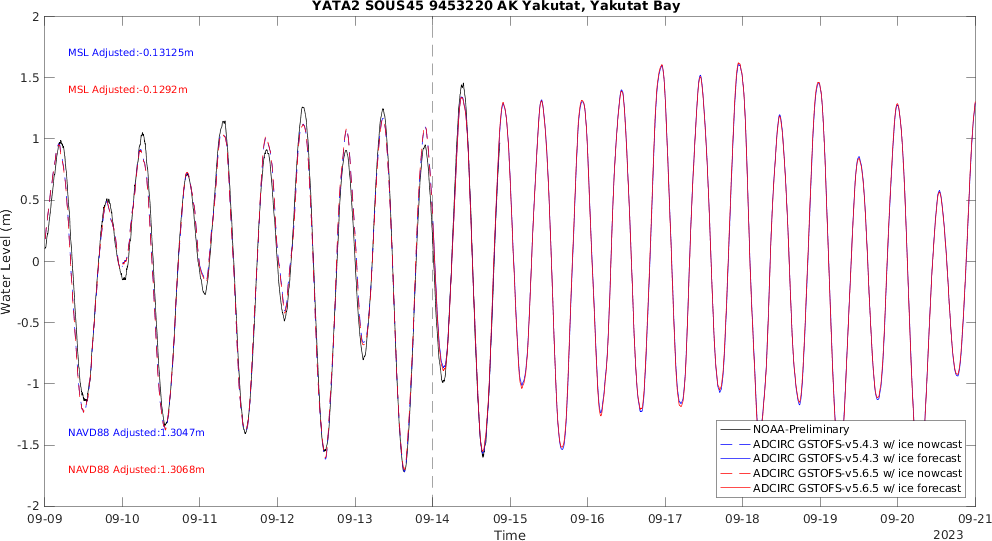 YATA2 SOUS45 9453220 AK Yakutat, Yakutat Bay
2
1.5
1
0.5
0
-0.5
-1
-1.5
-2
Water Level (m)
MSL Adjusted:-0.13125m
MSL Adjusted:-0.1292m
NAVD88 Adjusted:1.3047m
NAVD88 Adjusted:1.3068m
NOAA-Preliminary
ADCIRC GSTOFS-v5.4.3 w/ ice nowcast
ADCIRC GSTOFS-v5.4.3 w/ ice forecast
ADCIRC GSTOFS-v5.6.5 w/ ice nowcast
ADCIRC GSTOFS-v5.6.5 w/ ice forecast
09-09 09-10 09-11 09-12 09-13 09-14 09-15 09-16 09-17 09-18 09-19 09-20 09-21
Time
2023